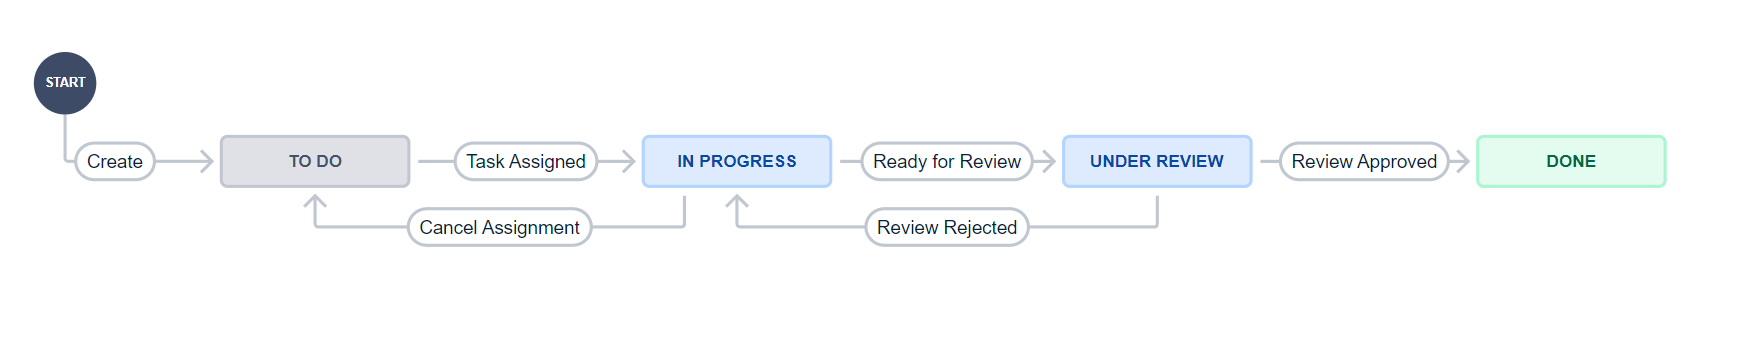 START
Create
TO DO
Task Assigned
IN PROGRESS
Ready for Review
UNDER REVIEW
Review Approved
DONE
Cancel Assignment
Review Rejected